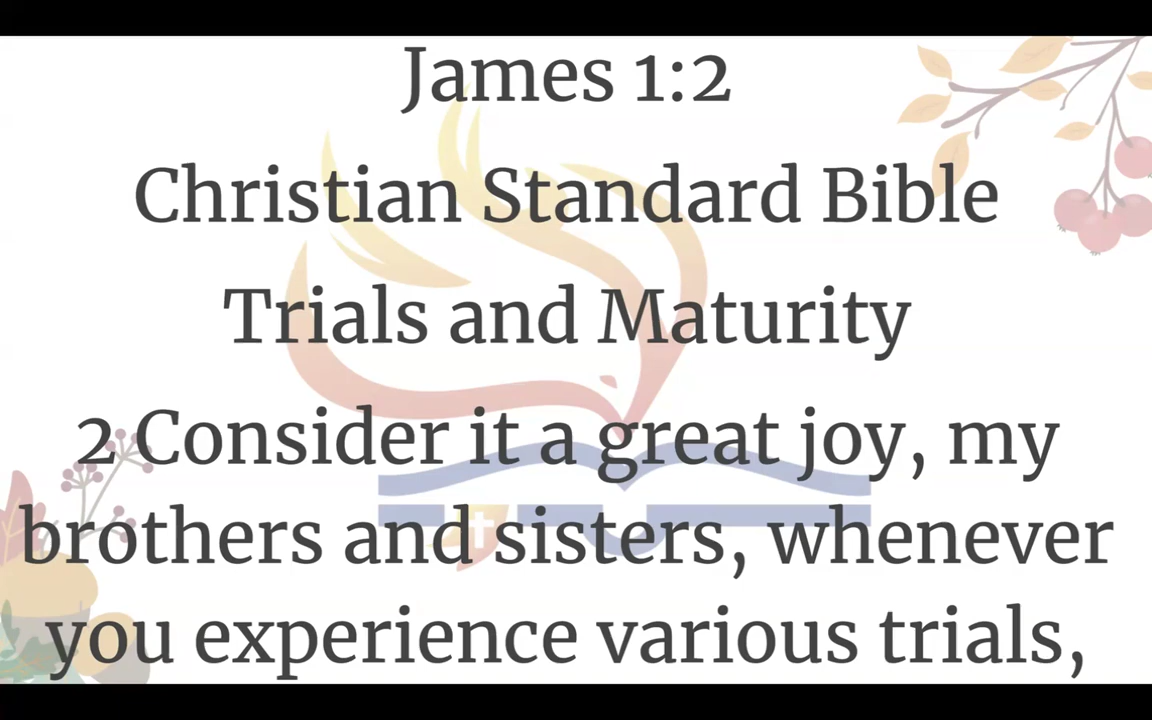 James 1:2
Christian Standard Bible
Trials and Maturity
2 Consider it a great joy, my
brothers and sisters, whenever
you experience various trials,